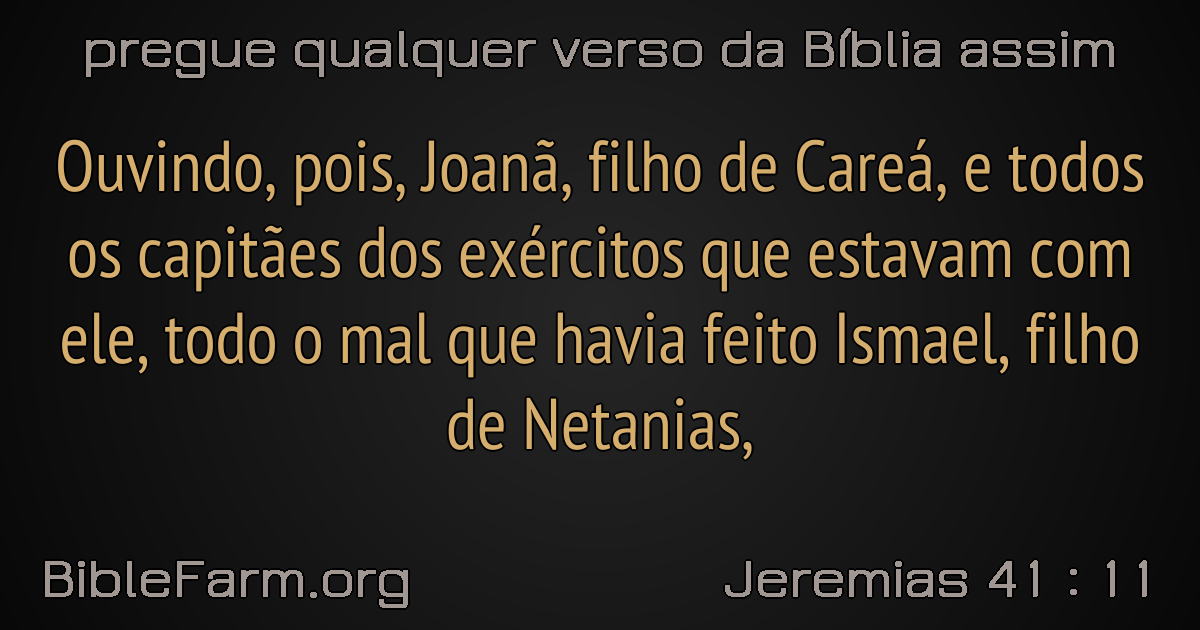 pregue qualquer verso da Bíblia assim
Ouvindo, pois, Joanã, filho de Careá, e todos
os capitães dos exércitos que estavam com
ele, todo o mal que havia feito Ismael, filho
de Netanias,
BibleFarm.org
Jeremias 41 : 11